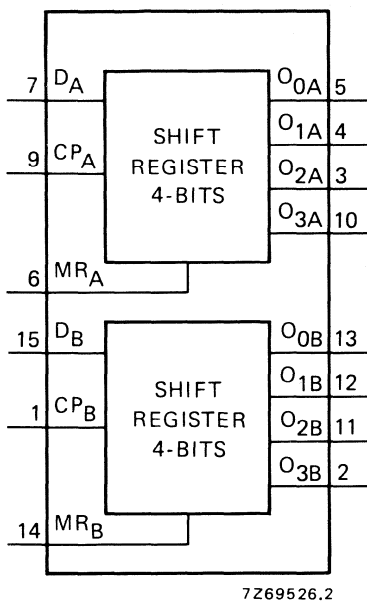 7 DA O0A 5
O1A 4
9 CPA SHIFT
REGISTER
4-BITS
O2A 3
O3A 10
6 MRA
15 DB O0B 13
O1B 12
1 CPB SHIFT
REGISTER
4-BITS
O2B 11
O3B 2
14 MRB
7Z69526.2